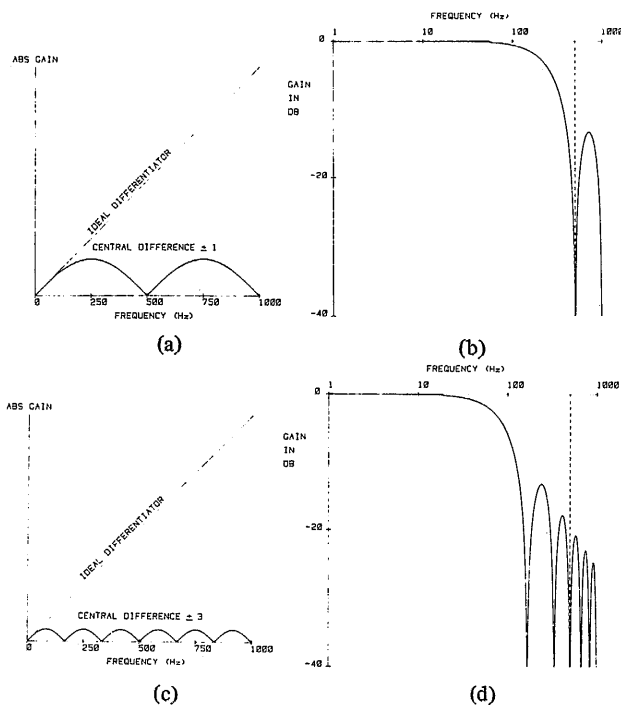 ABS GAIN
IDEAL DIFFERENTIATOR
CENTRAL DIFFERENCE ± 1
0 250 500 750 1000
FREQUENCY (Hz)
(a)
FREQUENCY (Hz)
1 10 100 1000
0
GAIN
IN
DB
-20
-40
(b)
ABS GAIN
IDEAL DIFFERENTIATOR
CENTRAL DIFFERENCE ± 3
0 250 500 750 1000
FREQUENCY (Hz)
(c)
FREQUENCY (Hz)
1 10 100 1000
0
GAIN
IN
DB
-20
-40
(d)